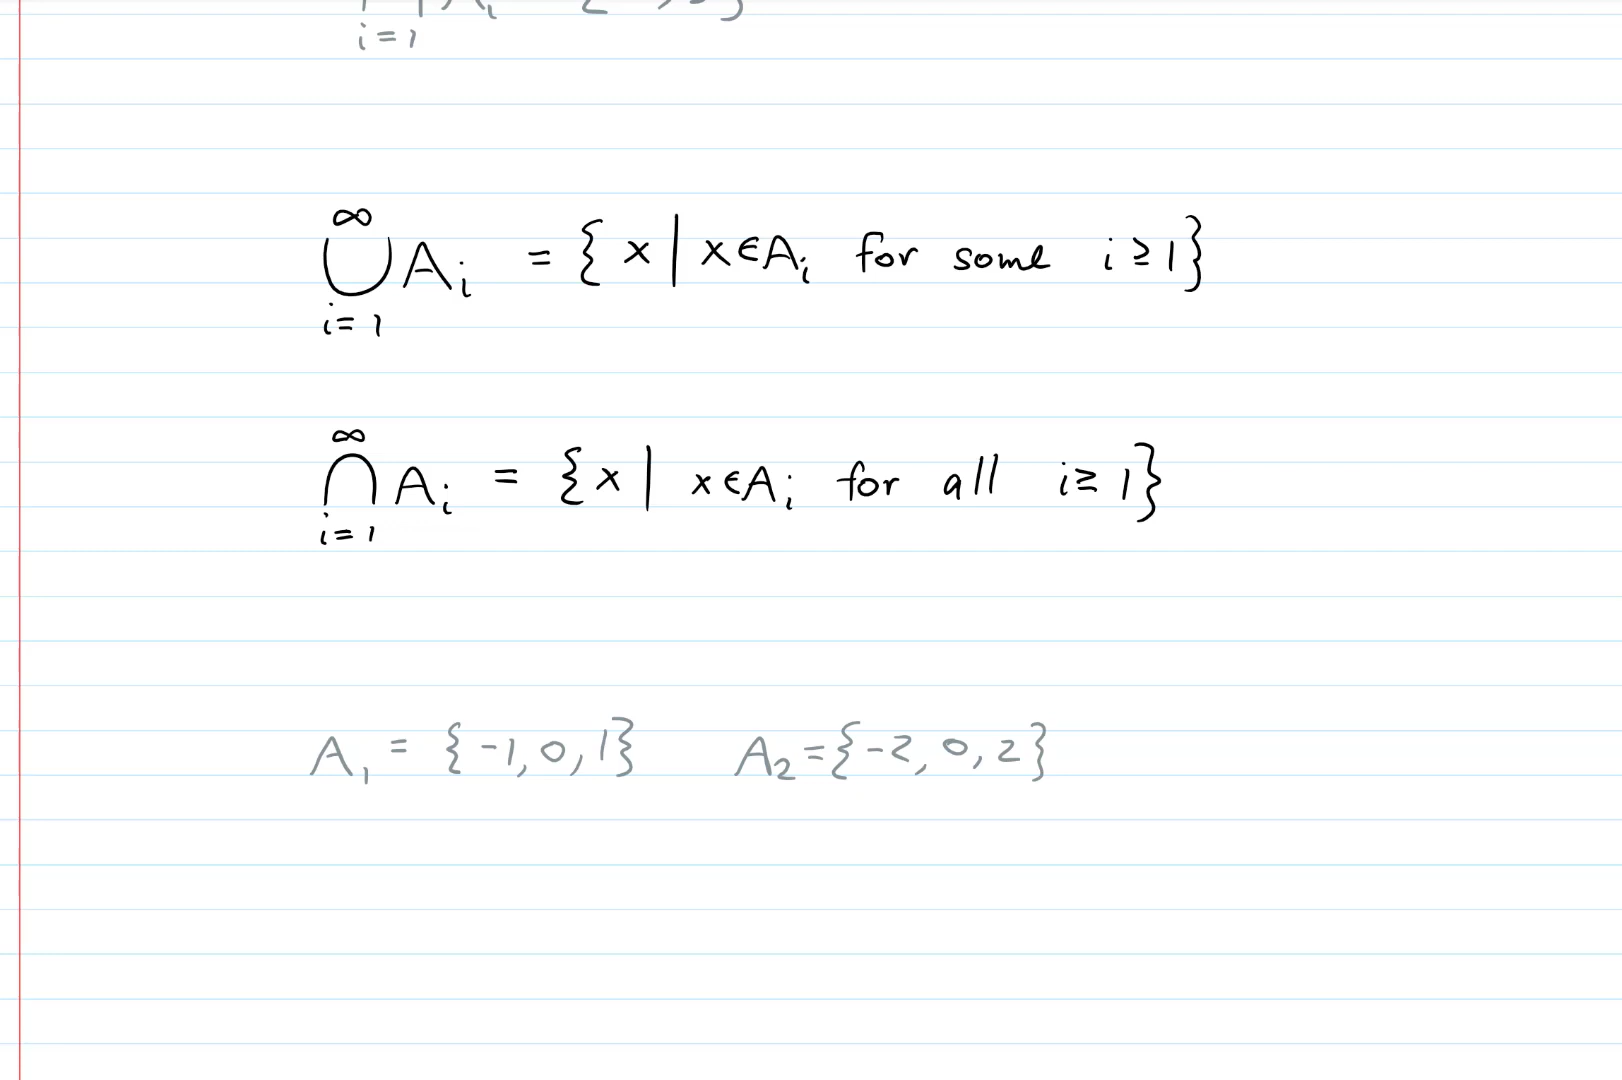 i=1
∞
⋃ A_i = { x | x∈A_i for some i≥1}
i=1
∞
⋂ A_i = {x | x∈A_i for all i≥1}
i=1
A_1 = {-1,0,1} A_2={-2,0,2}